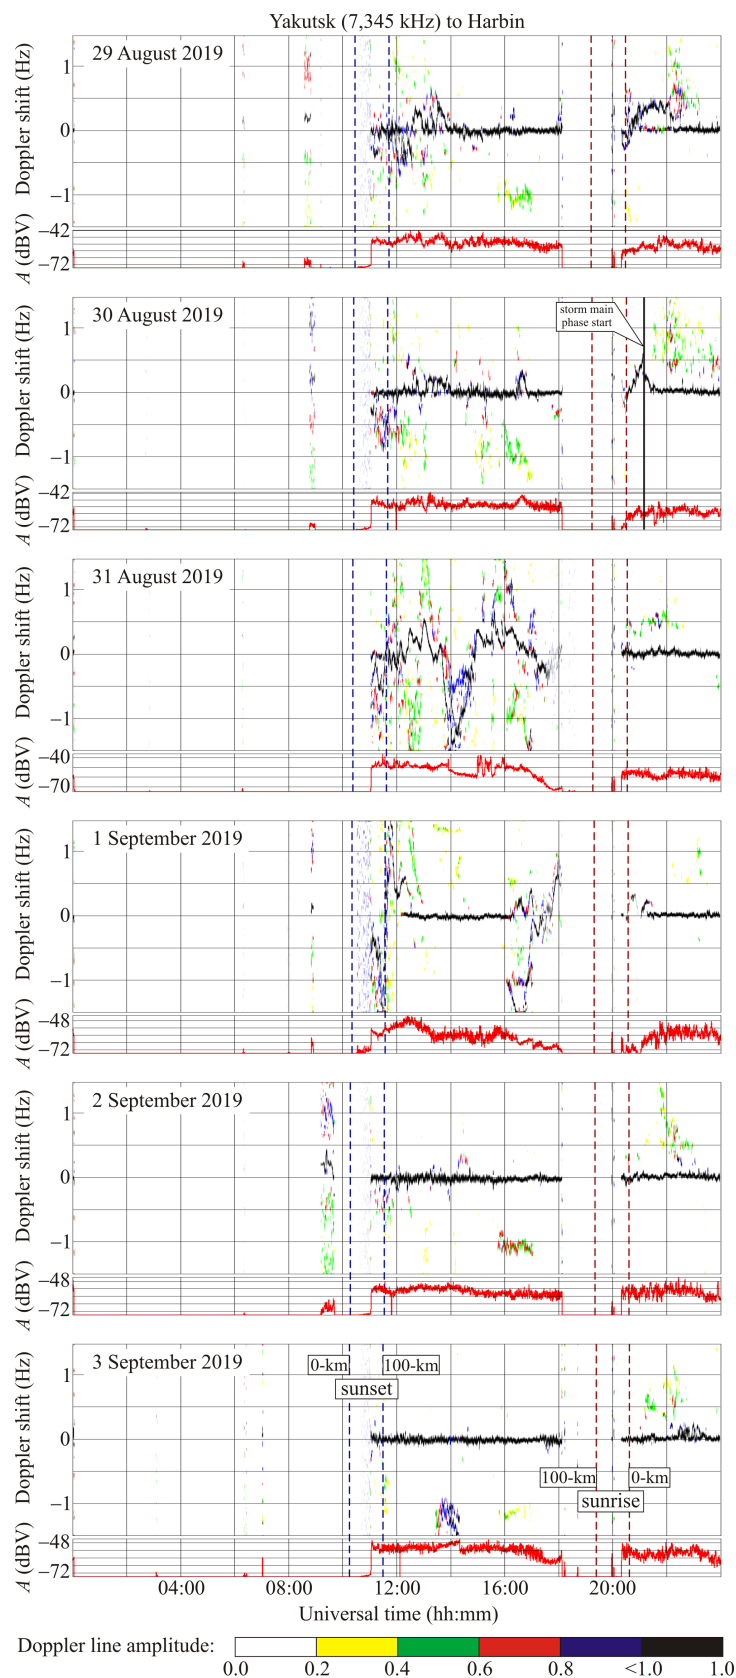 Yakutsk (7,345 kHz) to Harbin
29 August 2019
Doppler shift (Hz)
1
0
−1
A (dBV)
−42
−72
30 August 2019
storm main
phase start
Doppler shift (Hz)
1
0
−1
A (dBV)
−42
−72
31 August 2019
Doppler shift (Hz)
1
0
−1
A (dBV)
−40
−70
1 September 2019
Doppler shift (Hz)
1
0
−1
A (dBV)
−48
−72
2 September 2019
Doppler shift (Hz)
1
0
−1
A (dBV)
−48
−72
3 September 2019
0-km
100-km
sunset
Doppler shift (Hz)
1
0
−1
100-km
0-km
sunrise
A (dBV)
−48
−72
04:00 08:00 12:00 16:00 20:00
Universal time (hh:mm)
Doppler line amplitude:
0.0 0.2 0.4 0.6 0.8 <1.0 1.0